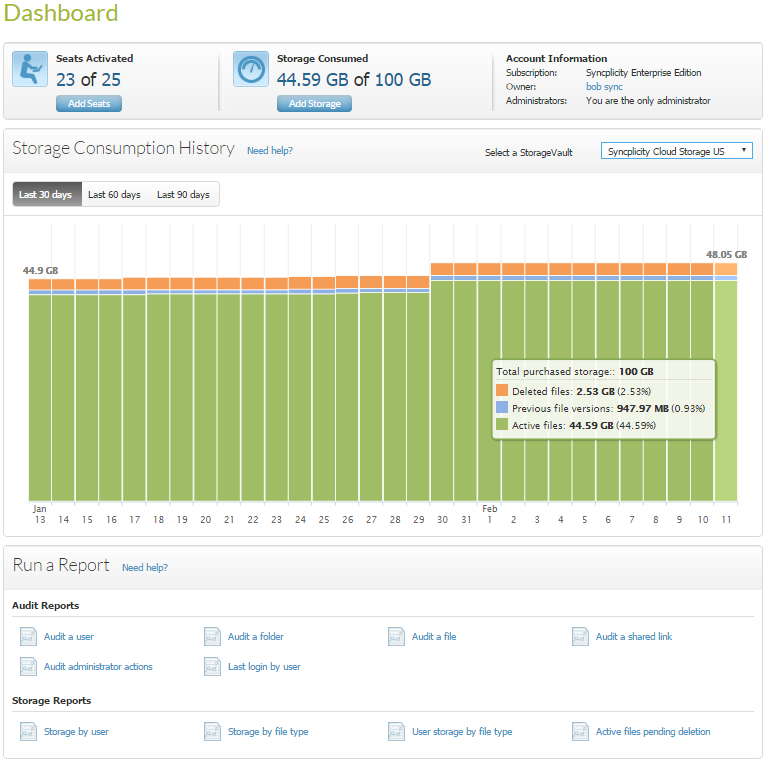 Dashboard
Seats Activated
23 of 25
Add Seats
Storage Consumed
44.59 GB of 100 GB
Add Storage
Account Information
Subscription: Syncplicity Enterprise Edition
Owner: bob sync
Administrators: You are the only administrator
Storage Consumption History Need help?
Select a StorageVault Syncplicity Cloud Storage US
Last 30 days Last 60 days Last 90 days
44.9 GB
48.05 GB
Total purchased storage:: 100 GB
Deleted files: 2.53 GB (2.53%)
Previous file versions: 947.97 MB (0.93%)
Active files: 44.59 GB (44.59%)
Jan Feb
13 14 15 16 17 18 19 20 21 22 23 24 25 26 27 28 29 30 31 1 2 3 4 5 6 7 8 9 10 11
Run a Report Need help?
Audit Reports
Audit a user Audit a folder Audit a file Audit a shared link
Audit administrator actions Last login by user
Storage Reports
Storage by user Storage by file type User storage by file type Active files pending deletion